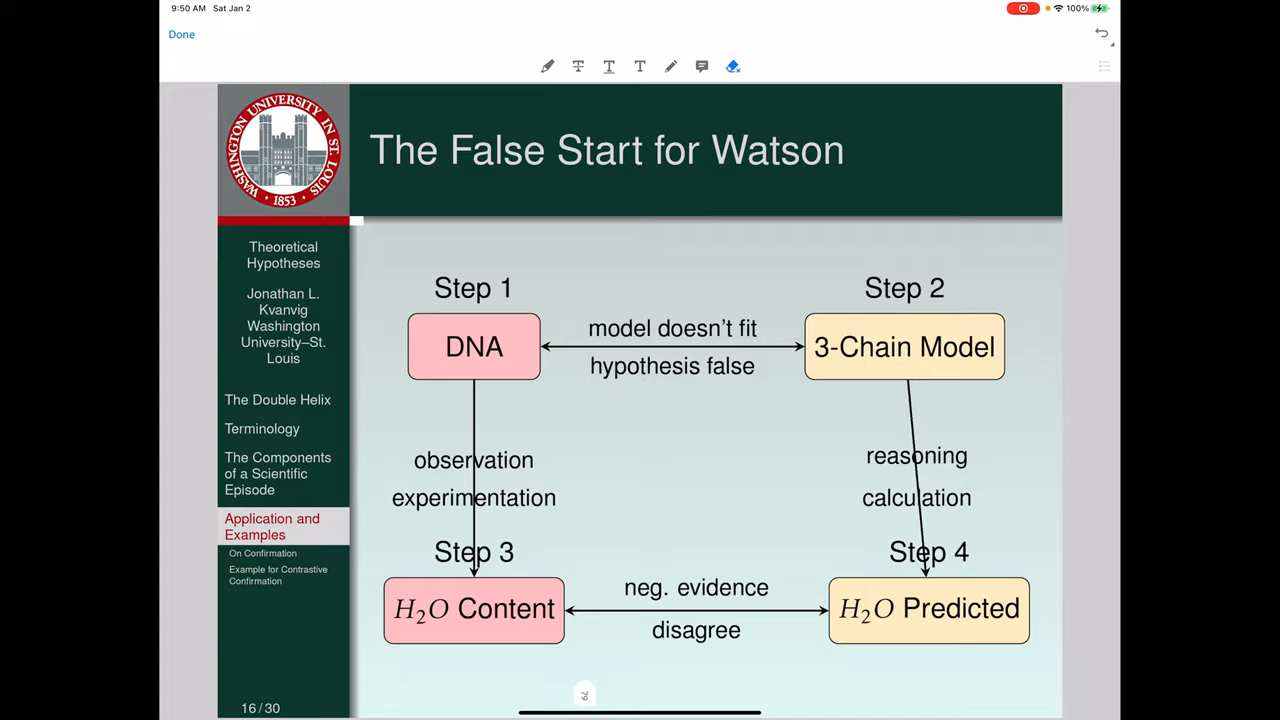 9:50 AM Sat Jan 2
100%
Done
WASHINGTON UNIVERSITY IN ST. LOUIS
1853
The False Start for Watson
Theoretical
Hypotheses
Jonathan L.
Kvanvig
Washington
University–St.
Louis
The Double Helix
Terminology
The Components
of a Scientific
Episode
Application and
Examples
On Confirmation
Example for Contrastive
Confirmation
16/30
Step 1
Step 2
DNA
model doesn't fit
hypothesis false
3-Chain Model
observation
experimentation
reasoning
calculation
Step 3
Step 4
H₂O Content
neg. evidence
disagree
H₂O Predicted
79